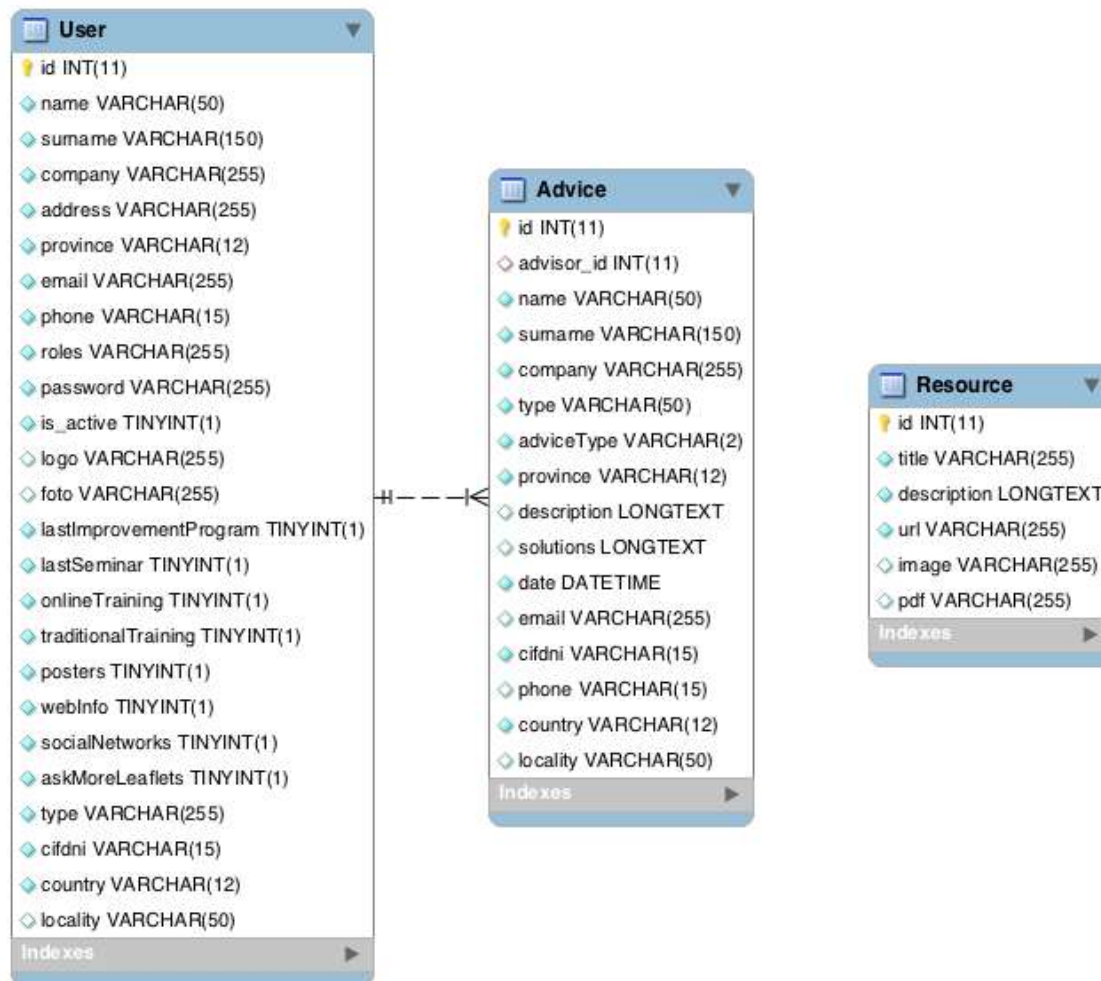 User
id INT(11)
name VARCHAR(50)
surname VARCHAR(150)
company VARCHAR(255)
address VARCHAR(255)
province VARCHAR(12)
email VARCHAR(255)
phone VARCHAR(15)
roles VARCHAR(255)
password VARCHAR(255)
is_active TINYINT(1)
logo VARCHAR(255)
foto VARCHAR(255)
lastImprovementProgram TINYINT(1)
lastSeminar TINYINT(1)
onlineTraining TINYINT(1)
traditionalTraining TINYINT(1)
posters TINYINT(1)
webInfo TINYINT(1)
socialNetworks TINYINT(1)
askMoreLeaflets TINYINT(1)
type VARCHAR(255)
cifdni VARCHAR(15)
country VARCHAR(12)
locality VARCHAR(50)
Indexes
Advice
id INT(11)
advisor_id INT(11)
name VARCHAR(50)
surname VARCHAR(150)
company VARCHAR(255)
type VARCHAR(50)
adviceType VARCHAR(2)
province VARCHAR(12)
description LONGTEXT
solutions LONGTEXT
date DATETIME
email VARCHAR(255)
cifdni VARCHAR(15)
phone VARCHAR(15)
country VARCHAR(12)
locality VARCHAR(50)
Indexes
Resource
id INT(11)
title VARCHAR(255)
description LONGTEXT
url VARCHAR(255)
image VARCHAR(255)
pdf VARCHAR(255)
Indexes